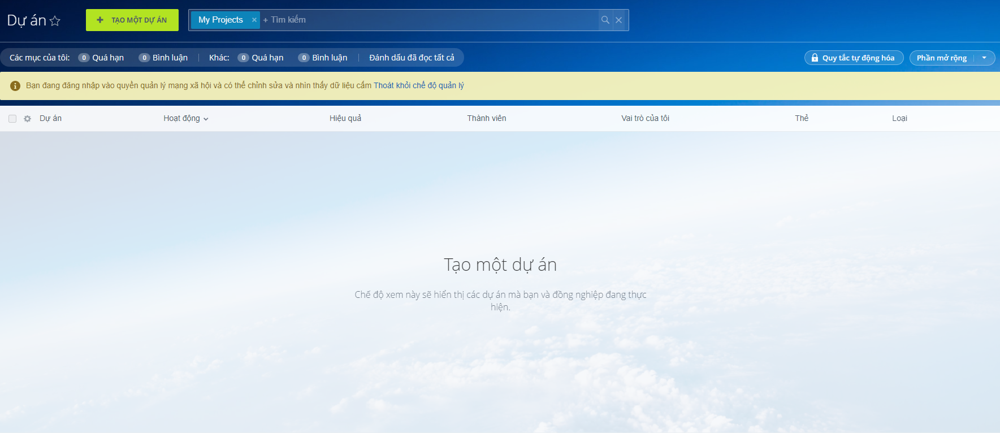 Dự án
+ TẠO MỘT DỰ ÁN
My Projects × + Tìm kiếm
Các mục của tôi: 0 Quá hạn 0 Bình luận Khác: 0 Quá hạn 0 Bình luận Đánh dấu đã đọc tất cả
Quy tắc tự động hóa Phần mở rộng
Bạn đang đăng nhập vào quyền quản lý mạng xã hội và có thể chỉnh sửa và nhìn thấy dữ liệu cấm Thoát khỏi chế độ quản lý
Dự án Hoạt động Hiệu quả Thành viên Vai trò của tôi Thẻ Loại
Tạo một dự án
Chế độ xem này sẽ hiển thị các dự án mà bạn và đồng nghiệp đang thực
hiện.